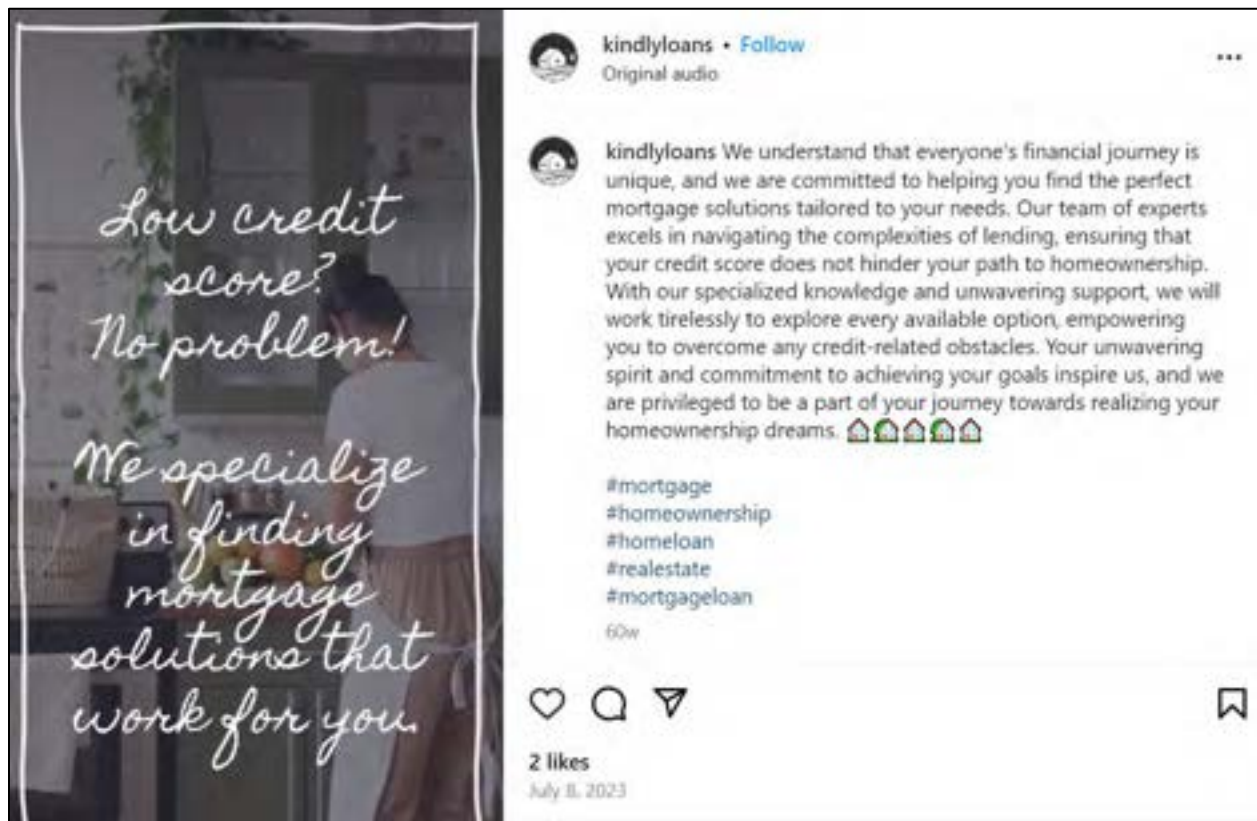 Low credit
score?
No problem!
We specialize
in finding
mortgage
solutions that
work for you.
kindlyloans • Follow
Original audio
kindlyloans We understand that everyone's financial journey is
unique, and we are committed to helping you find the perfect
mortgage solutions tailored to your needs. Our team of experts
excels in navigating the complexities of lending, ensuring that
your credit score does not hinder your path to homeownership.
With our specialized knowledge and unwavering support, we will
work tirelessly to explore every available option, empowering
you to overcome any credit-related obstacles. Your unwavering
spirit and commitment to achieving your goals inspire us, and we
are privileged to be a part of your journey towards realizing your
homeownership dreams. 🏠🏡🏠🏡🏠
#mortgage
#homeownership
#homeloan
#realestate
#mortgageloan
60w
2 likes
July 8, 2023